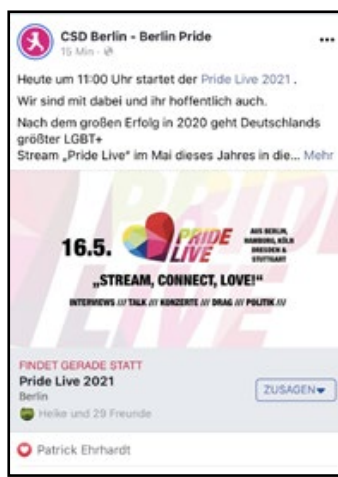 CSD Berlin - Berlin Pride
15 Min ·
Heute um 11:00 Uhr startet der Pride Live 2021 .
Wir sind mit dabei und ihr hoffentlich auch.
Nach dem großen Erfolg in 2020 geht Deutschlands
größter LGBT+
Stream „Pride Live" im Mai dieses Jahres in die... Mehr
PRIDE
LIVE
16.5.
PRIDE
LIVE
AUS BERLIN,
HAMBURG, KÖLN
DRESDEN &
STUTTGART
„STREAM, CONNECT, LOVE!"
INTERVIEWS /// TALK /// KONZERTE /// DRAG /// POLITIK ///
FINDET GERADE STATT
Pride Live 2021
Berlin
Heike und 29 Freunde
ZUSAGEN
Patrick Ehrhardt